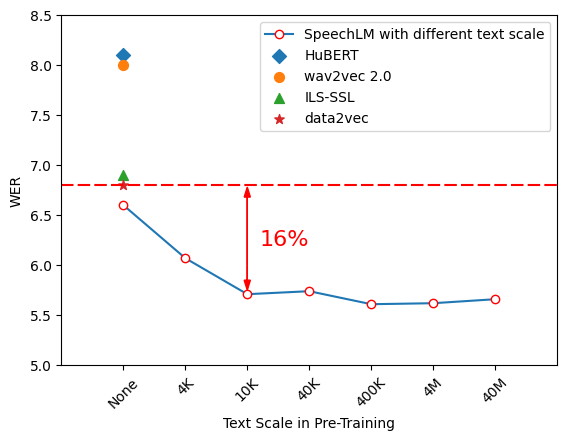 8.5
8.0
7.5
7.0
6.5
6.0
5.5
5.0
WER
SpeechLM with different text scale
HuBERT
wav2vec 2.0
ILS-SSL
data2vec
16%
None
4K
10K
40K
400K
4M
40M
Text Scale in Pre-Training